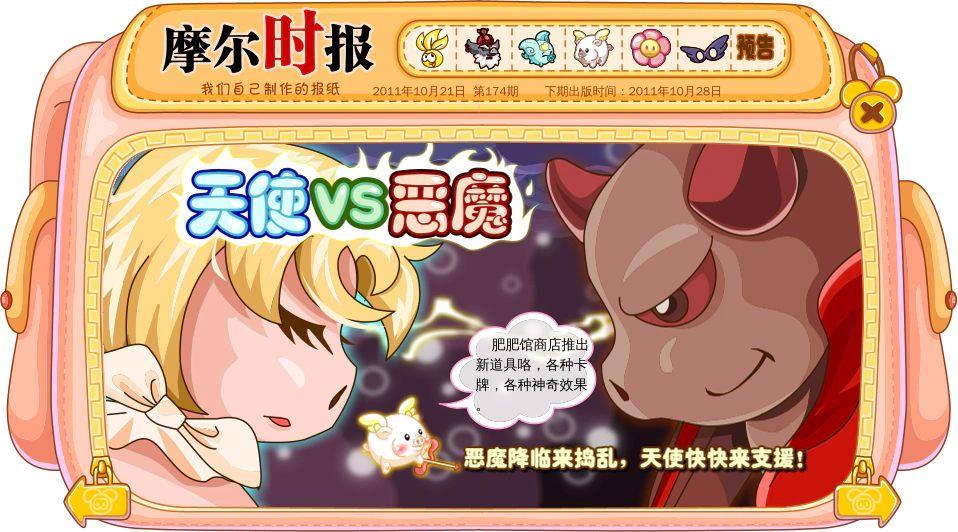 摩尔时报
预告
我们自己制作的报纸
2011年10月21日 第174期
下期出版时间：2011年10月28日
天使VS恶魔
肥肥馆商店推出
新道具咯，各种卡
牌，各种神奇效果
。
恶魔降临来捣乱，天使快快来支援！